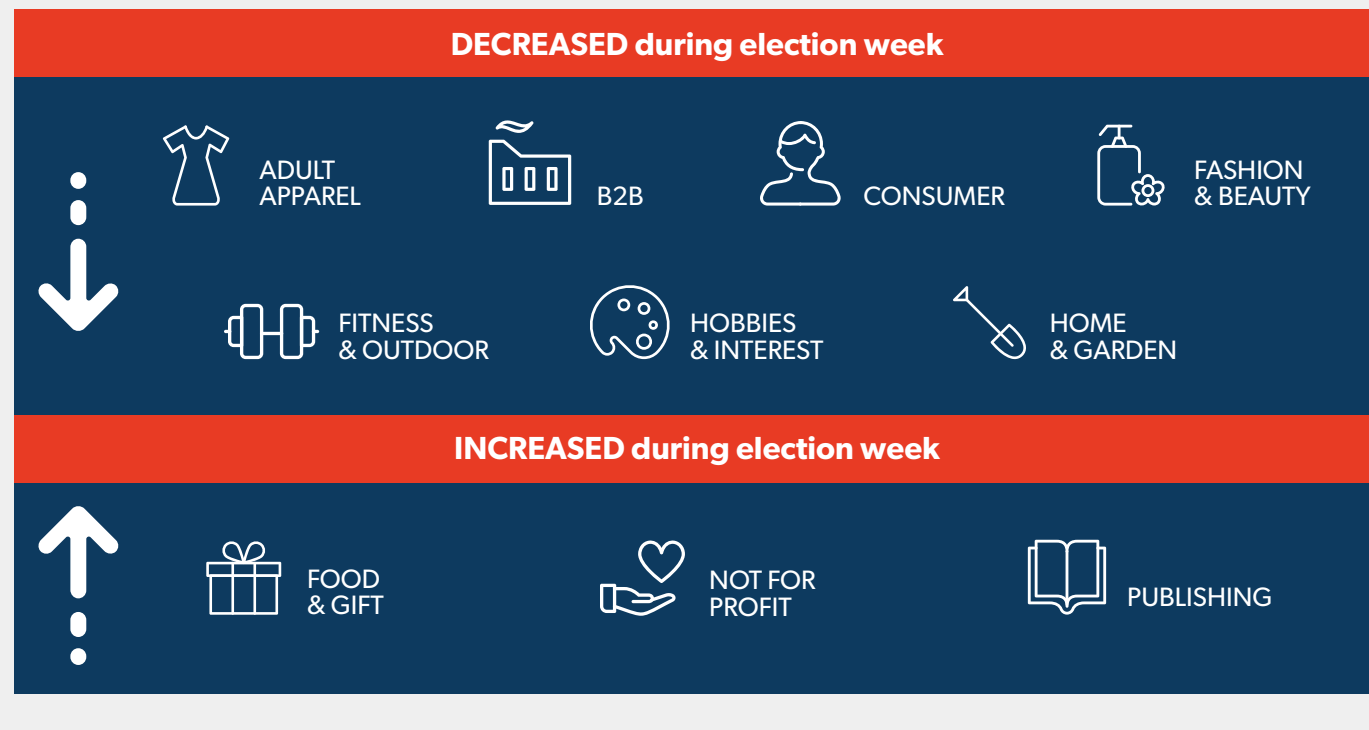 DECREASED during election week
ADULT
APPAREL
B2B
CONSUMER
FASHION
& BEAUTY
FITNESS
& OUTDOOR
HOBBIES
& INTEREST
HOME
& GARDEN
INCREASED during election week
FOOD
& GIFT
NOT FOR
PROFIT
PUBLISHING